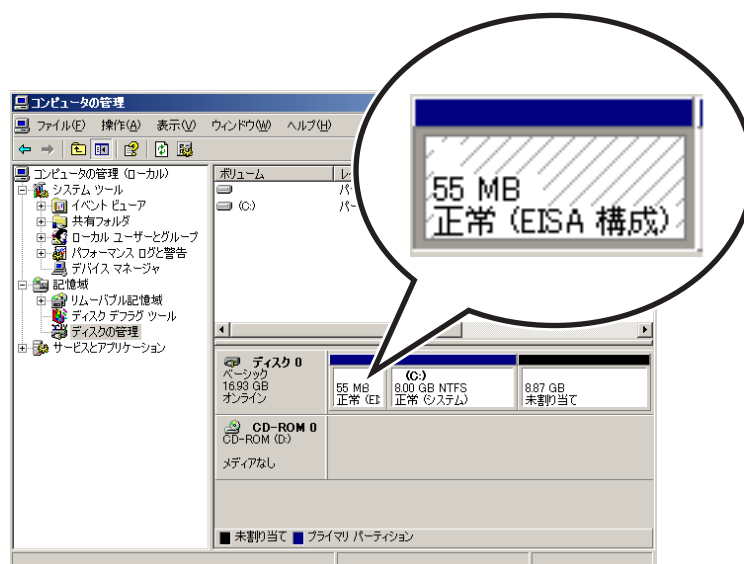 コンピュータの管理
ファイル(F) 操作(A) 表示(V) ウィンドウ(W) ヘルプ(H)
コンピュータの管理 (ローカル)
システム ツール
イベント ビューア
共有フォルダ
ローカル ユーザーとグループ
パフォーマンス ログと警告
デバイス マネージャ
記憶域
リムーバブル記憶域
ディスク デフラグ ツール
ディスクの管理
サービスとアプリケーション
ボリューム
レ
パ
(C:) パー
55 MB
正常 (EISA 構成)
ディスク 0
ベーシック
16.93 GB
オンライン
55 MB
正常 (EI
(C:)
8.00 GB NTFS
正常 (システム)
8.87 GB
未割り当て
CD-ROM 0
CD-ROM (D:)
メディアなし
未割り当て プライマリ パーティション